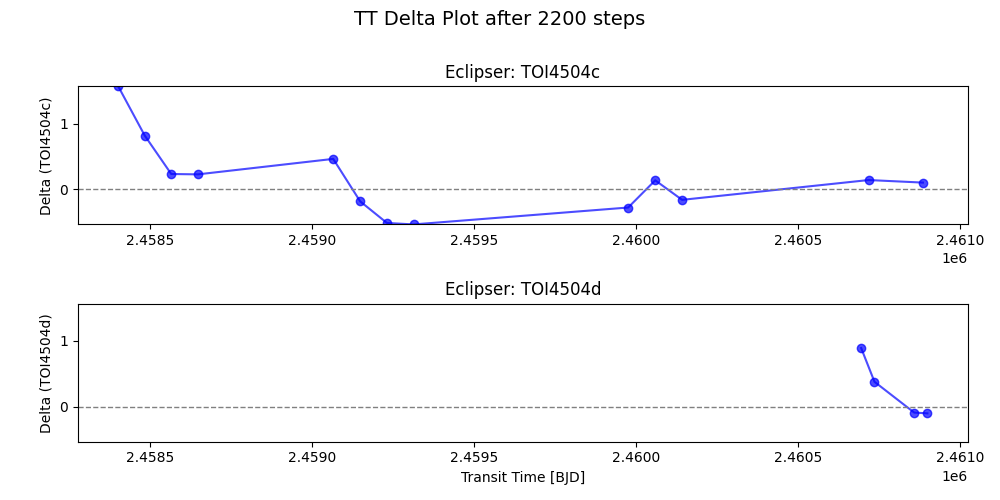 TT Delta Plot after 2200 steps
Eclipser: TOI4504c
Delta (TOI4504c)
1
0
2.4585 2.4590 2.4595 2.4600 2.4605 2.4610
1e6
Eclipser: TOI4504d
Delta (TOI4504d)
1
0
2.4585 2.4590 2.4595 2.4600 2.4605 2.4610
1e6
Transit Time [BJD]